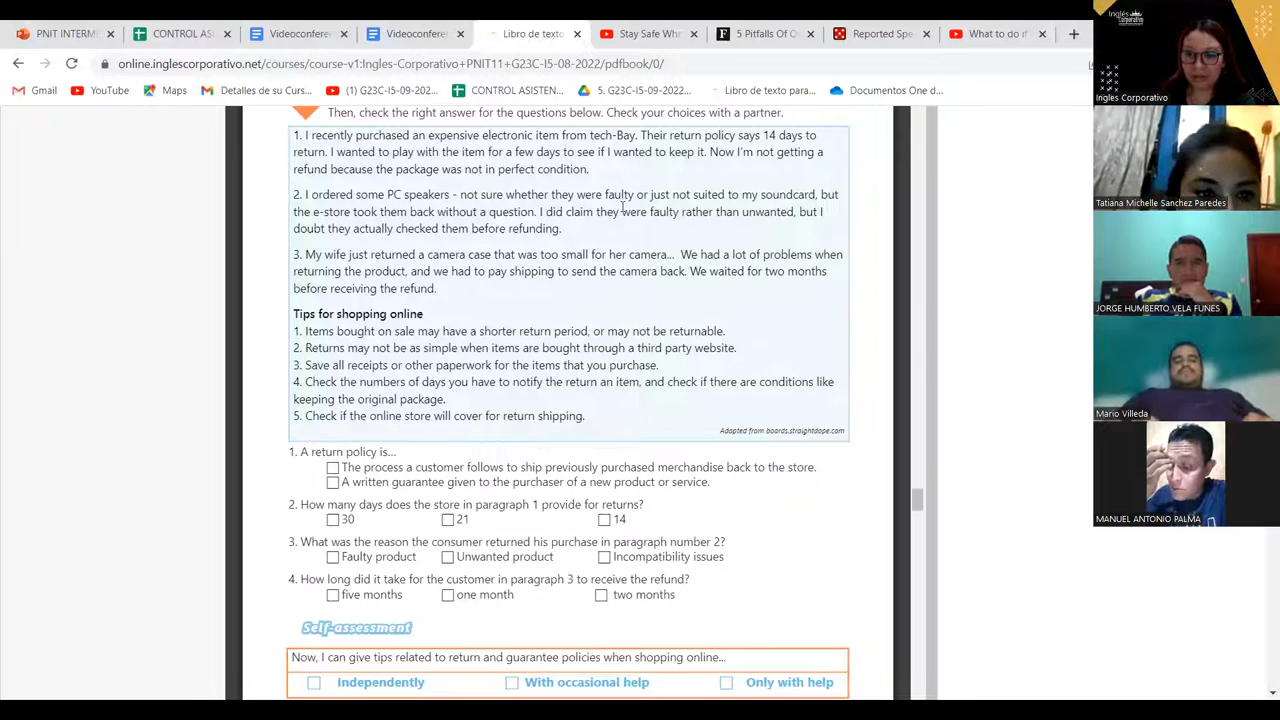 PNIT INTERM
CONTROL ASI
Videoconfere
Videoconfere
Libro de texto
Stay Safe Whe
5 Pitfalls Of O
Reported Spe
What to do if
online.inglescorporativo.net/courses/course-v1:Ingles-Corporativo+PNIT11+G23C-I5-08-2022/pdfbook/0/
Gmail
YouTube
Maps
Detalles de su Curs...
(1) G23C-I5-09-202...
CONTROL ASISTEN...
5. G23C-I5-09-2022...
Libro de texto para...
Documentos One d...
Then, check the right answer for the questions below. Check your choices with a partner.
1. I recently purchased an expensive electronic item from tech-Bay. Their return policy says 14 days to
return. I wanted to play with the item for a few days to see if I wanted to keep it. Now I'm not getting a
refund because the package was not in perfect condition.
2. I ordered some PC speakers - not sure whether they were faulty or just not suited to my soundcard, but
the e-store took them back without a question. I did claim they were faulty rather than unwanted, but I
doubt they actually checked them before refunding.
3. My wife just returned a camera case that was too small for her camera... We had a lot of problems when
returning the product, and we had to pay shipping to send the camera back. We waited for two months
before receiving the refund.
Tips for shopping online
1. Items bought on sale may have a shorter return period, or may not be returnable.
2. Returns may not be as simple when items are bought through a third party website.
3. Save all receipts or other paperwork for the items that you purchase.
4. Check the numbers of days you have to notify the return an item, and check if there are conditions like
keeping the original package.
5. Check if the online store will cover for return shipping.
Adapted from boards.straightdope.com
1. A return policy is...
The process a customer follows to ship previously purchased merchandise back to the store.
A written guarantee given to the purchaser of a new product or service.
2. How many days does the store in paragraph 1 provide for returns?
30 21 14
3. What was the reason the consumer returned his purchase in paragraph number 2?
Faulty product Unwanted product Incompatibility issues
4. How long did it take for the customer in paragraph 3 to receive the refund?
five months one month two months
Self-assessment
Now, I can give tips related to return and guarantee policies when shopping online...
Independently With occasional help Only with help
Inglés
Corporativo
Ingles Corporativo
Tatiana Michelle Sanchez Paredes
JORGE HUMBERTO VELA FUNES
Mario Villeda
MANUEL ANTONIO PALMA